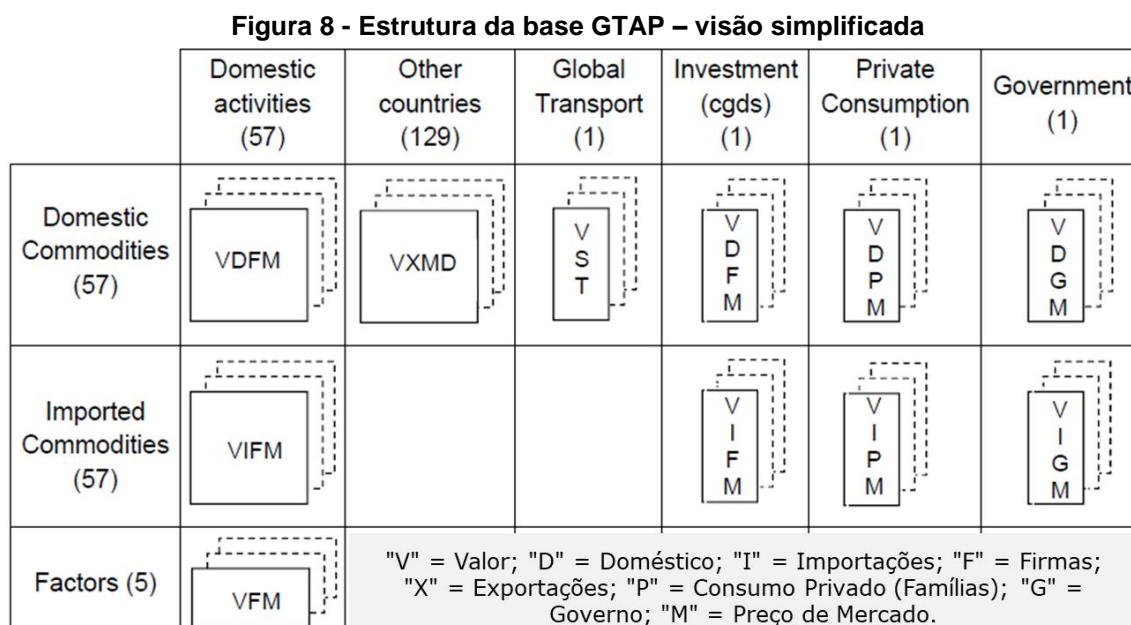 Figura 8 - Estrutura da base GTAP – visão simplificada
Domestic
activities
(57)
Other
countries
(129)
Global
Transport
(1)
Investment
(cgds)
(1)
Private
Consumption
(1)
Government
(1)
Domestic
Commodities
(57)
VDFM
VXMD
V
S
T
V
D
F
M
V
D
P
M
V
D
G
M
Imported
Commodities
(57)
VIFM
V
I
F
M
V
I
P
M
V
I
G
M
Factors (5)
VFM
"V" = Valor; "D" = Doméstico; "I" = Importações; "F" = Firmas;
"X" = Exportações; "P" = Consumo Privado (Famílias); "G" =
Governo; "M" = Preço de Mercado.